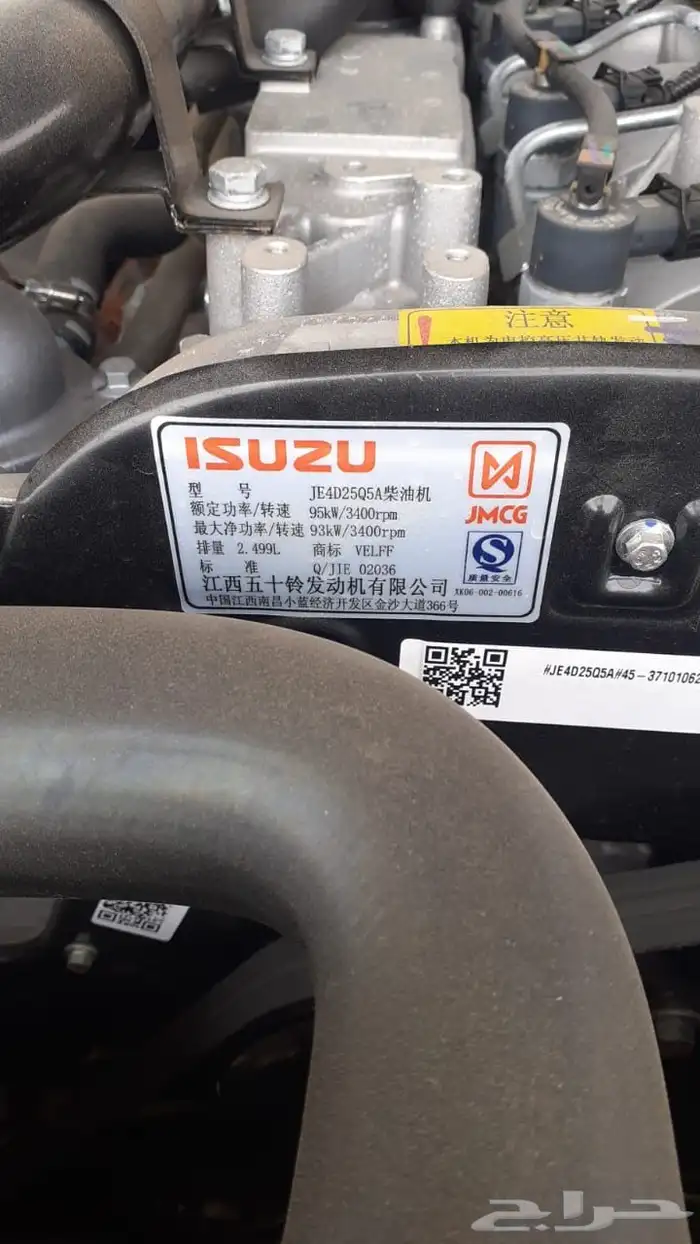 注意
ISUZU
型 号 JE4D25Q5A柴油机
额定功率/转速 95kW/3400rpm
最大净功率/转速 93kW/3400rpm
排量 2.499L 商标 VELFF
标 准 Q/JIE 02036
江西五十铃发动机有限公司
中国江西南昌小蓝经济开发区金沙大道366号
JMCG
质量安全
XK06-002-00616
#JE4D25Q5A#45-37101062
حراج